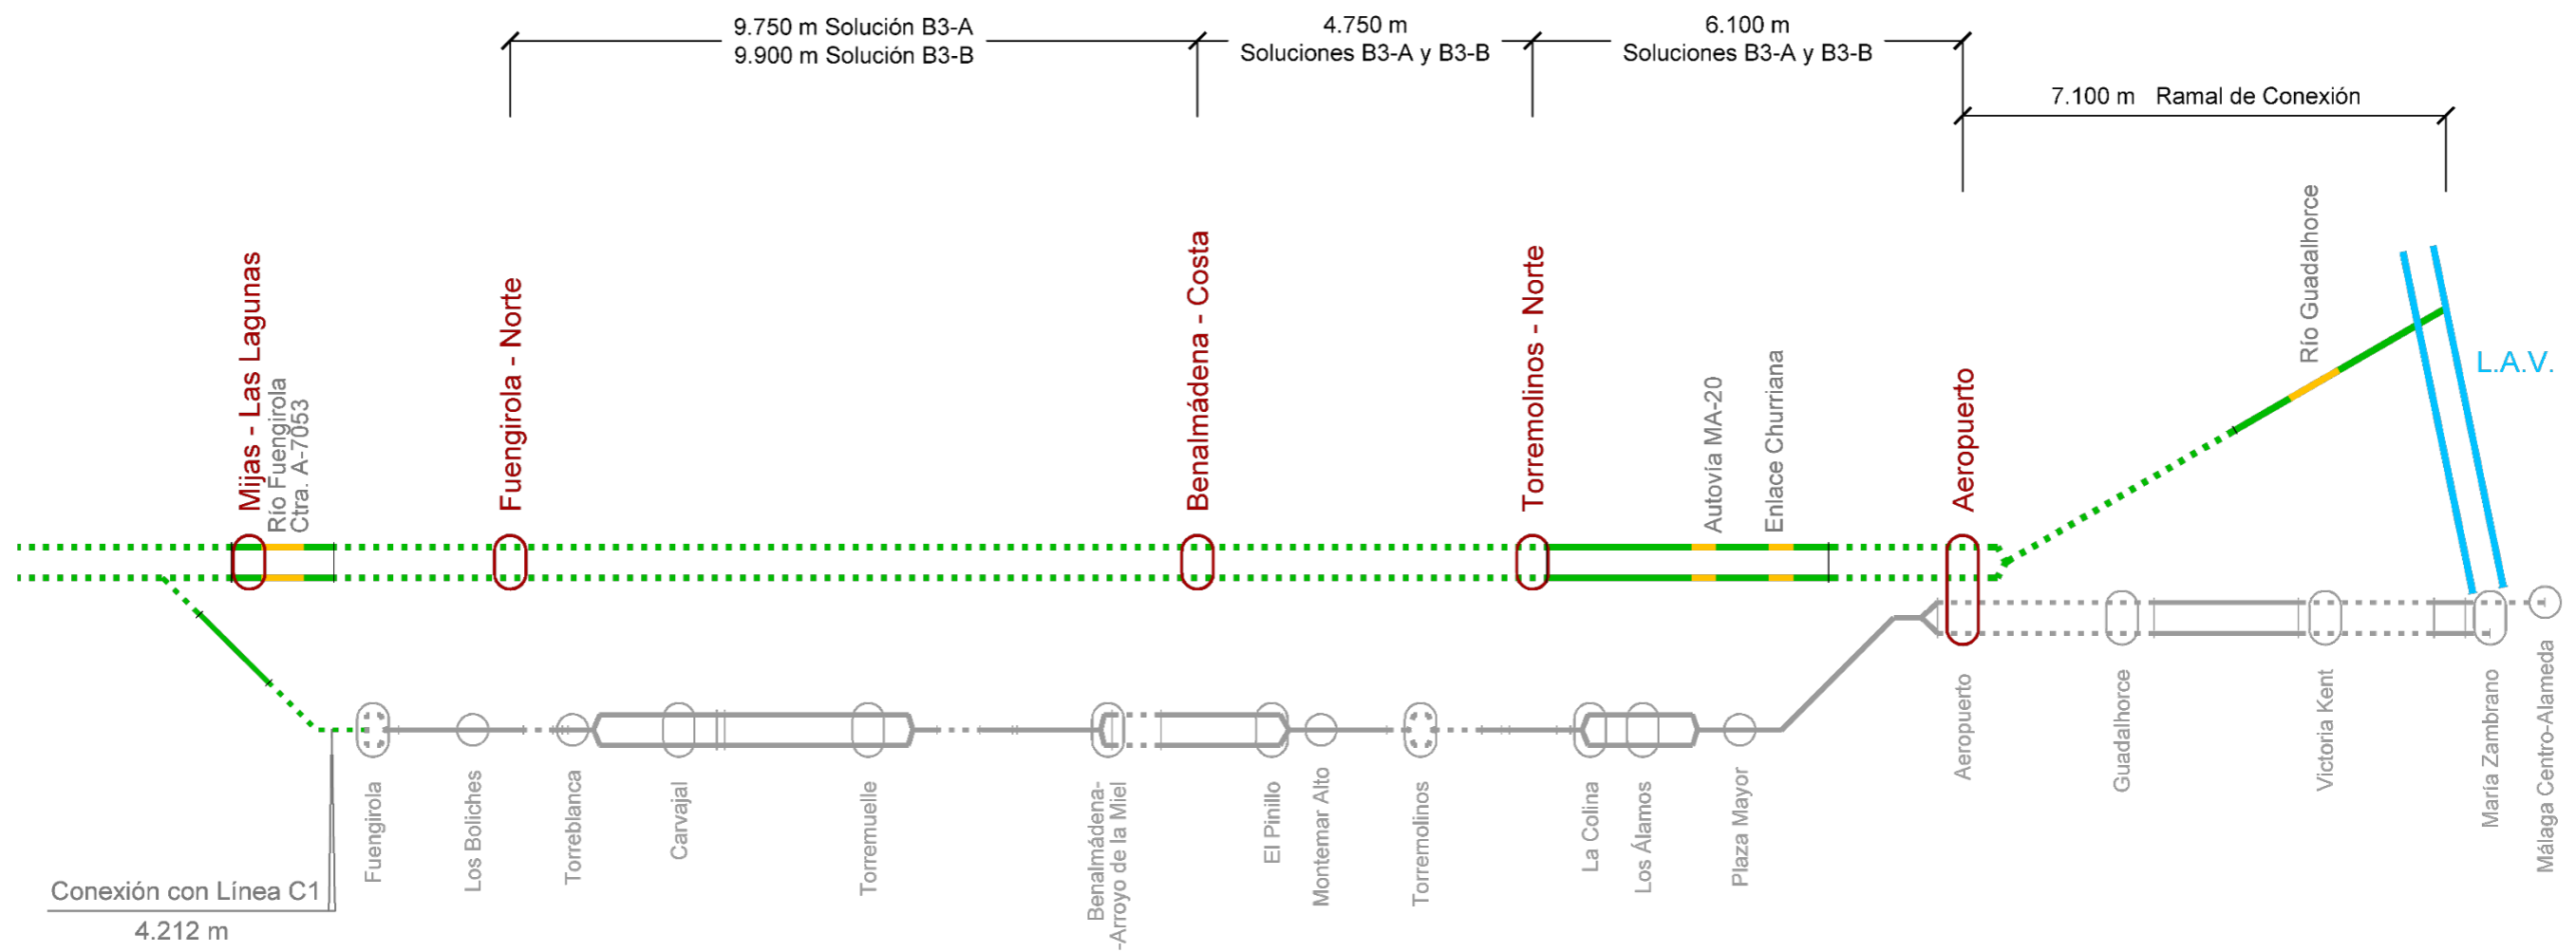 9.750 m Solución B3-A
9.900 m Solución B3-B
4.750 m
Soluciones B3-A y B3-B
6.100 m
Soluciones B3-A y B3-B
7.100 m Ramal de Conexión
Mijas - Las Lagunas
Río Fuengirola
Ctra. A-7053
Fuengirola - Norte
Benalmádena - Costa
Torremolinos - Norte
Autovía MA-20
Enlace Churriana
Aeropuerto
Río Guadalhorce
L.A.V.
Fuengirola
Los Boliches
Torreblanca
Carvajal
Torremuelle
Benalmádena-
-Arroyo de la Miel
El Pinillo
Montemar Alto
Torremolinos
La Colina
Los Álamos
Plaza Mayor
Aeropuerto
Guadalhorce
Victoria Kent
María Zambrano
Málaga Centro-Alameda
Conexión con Línea C1
4.212 m